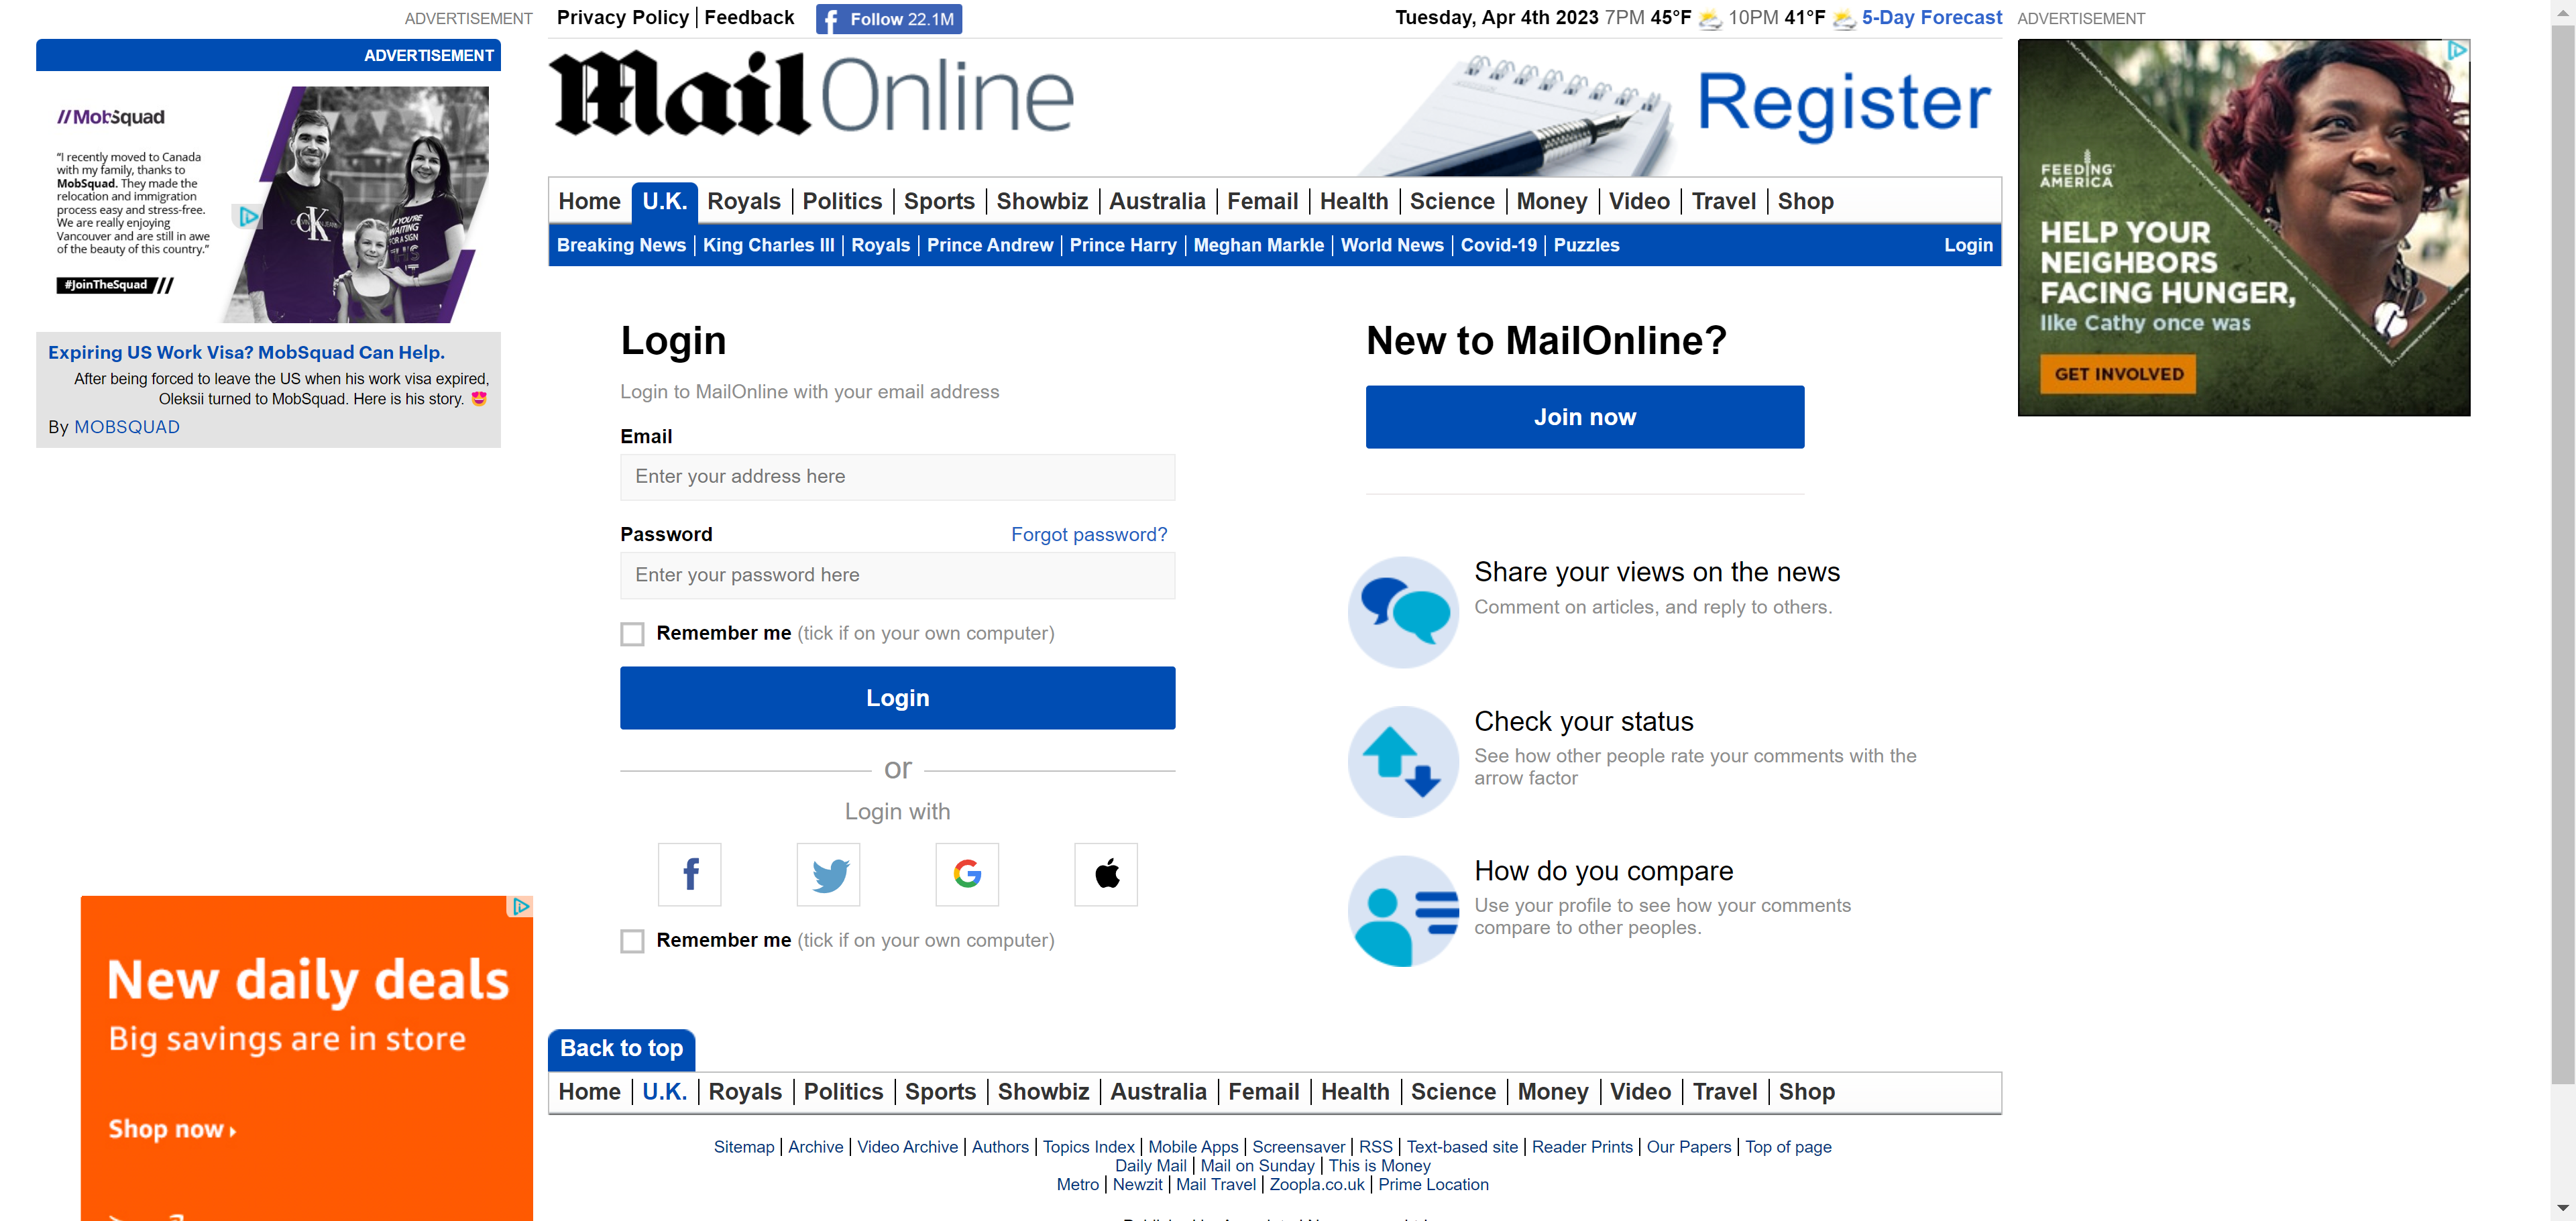 ADVERTISEMENT
Privacy Policy | Feedback
Follow 22.1M
Tuesday, Apr 4th 2023 7PM 45°F 10PM 41°F 5-Day Forecast
ADVERTISEMENT
ADVERTISEMENT
//MobSquad
“I recently moved to Canada
with my family, thanks to
MobSquad. They made the
relocation and immigration
process easy and stress-free.
We are really enjoying
Vancouver and are still in awe
of the beauty of this country.”
#JoinTheSquad
Expiring US Work Visa? MobSquad Can Help.
After being forced to leave the US when his work visa expired,
Oleksii turned to MobSquad. Here is his story. 😍
By MOBSQUAD
Mail Online
Register
Home U.K. Royals | Politics | Sports | Showbiz | Australia | Femail | Health | Science | Money | Video | Travel | Shop
Breaking News | King Charles III | Royals | Prince Andrew | Prince Harry | Meghan Markle | World News | Covid-19 | Puzzles
Login
FEEDING
AMERICA
HELP YOUR
NEIGHBORS
FACING HUNGER,
like Cathy once was
GET INVOLVED
Login
Login to MailOnline with your email address
Email
Enter your address here
Password
Forgot password?
Enter your password here
Remember me (tick if on your own computer)
Login
or
Login with
Remember me (tick if on your own computer)
New to MailOnline?
Join now
Share your views on the news
Comment on articles, and reply to others.
Check your status
See how other people rate your comments with the
arrow factor
How do you compare
Use your profile to see how your comments
compare to other peoples.
New daily deals
Big savings are in store
Shop now
Back to top
Home | U.K. | Royals | Politics | Sports | Showbiz | Australia | Femail | Health | Science | Money | Video | Travel | Shop
Sitemap | Archive | Video Archive | Authors | Topics Index | Mobile Apps | Screensaver | RSS | Text-based site | Reader Prints | Our Papers | Top of page
Daily Mail | Mail on Sunday | This is Money
Metro | Newzit | Mail Travel | Zoopla.co.uk | Prime Location